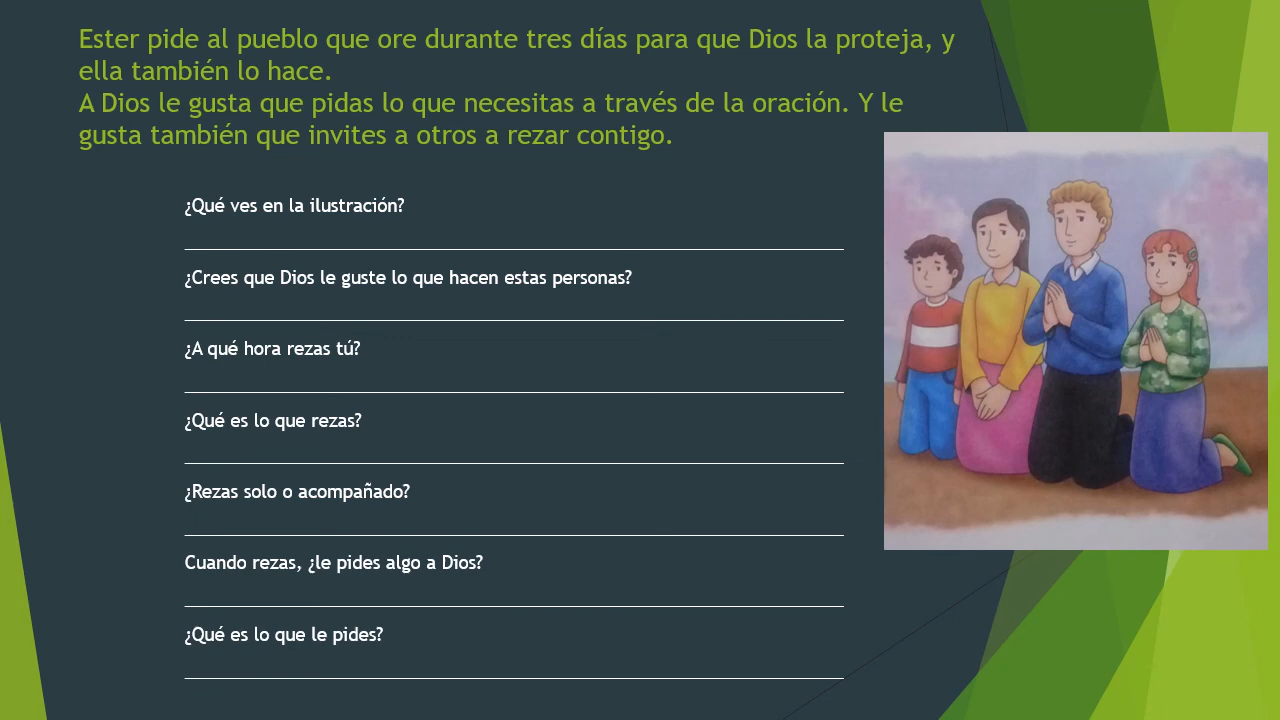 Ester pide al pueblo que ore durante tres días para que Dios la proteja, y
ella también lo hace.
A Dios le gusta que pidas lo que necesitas a través de la oración. Y le
gusta también que invites a otros a rezar contigo.
¿Qué ves en la ilustración?
¿Crees que Dios le guste lo que hacen estas personas?
¿A qué hora rezas tú?
¿Qué es lo que rezas?
¿Rezas solo o acompañado?
Cuando rezas, ¿le pides algo a Dios?
¿Qué es lo que le pides?